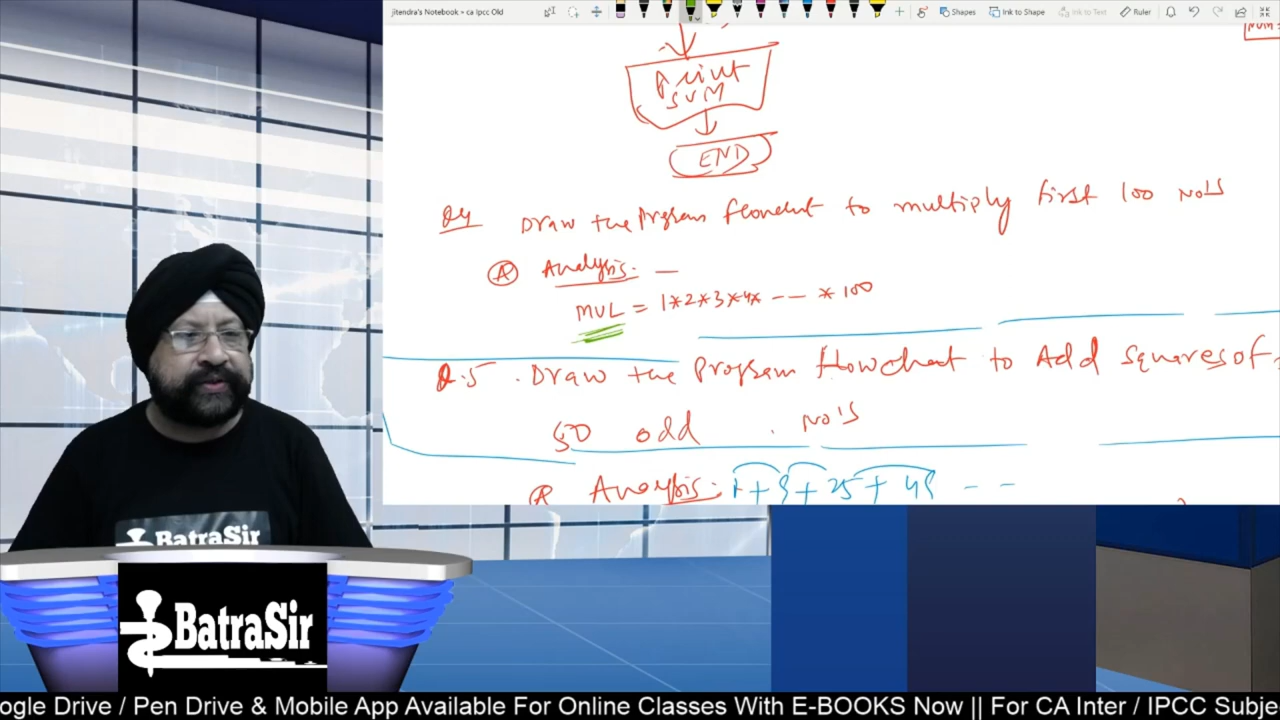 jitendra's Notebook » ca Ipcc Old
Shapes
Ink to Shape
Ink to Text
Ruler
Print
SUM
END
Q4 Draw the Program flowchart to multiply first 100 No's
(A) Analysis. —
MUL = 1*2*3*4* -- — * 100
Q.5. Draw the Program flowchart to Add squares of
50 odd . No's
Analysis: 1 + 9 + 25 + 49 - -
BatraSir
BatraSir
ogle Drive / Pen Drive & Mobile App Available For Online Classes With E-BOOKS Now || For CA Inter / IPCC Subje